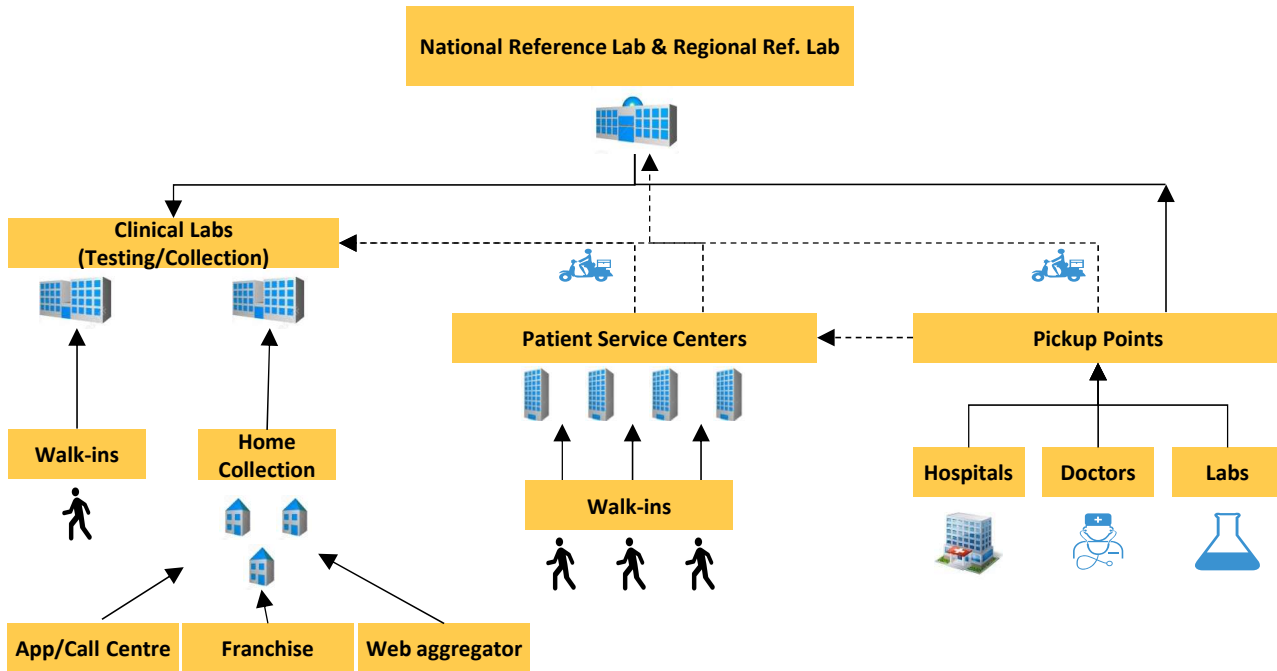 National Reference Lab & Regional Ref. Lab
Clinical Labs
(Testing/Collection)
Patient Service Centers
Pickup Points
Walk-ins
Home
Collection
Hospitals
Doctors
Labs
Walk-ins
App/Call Centre
Franchise
Web aggregator